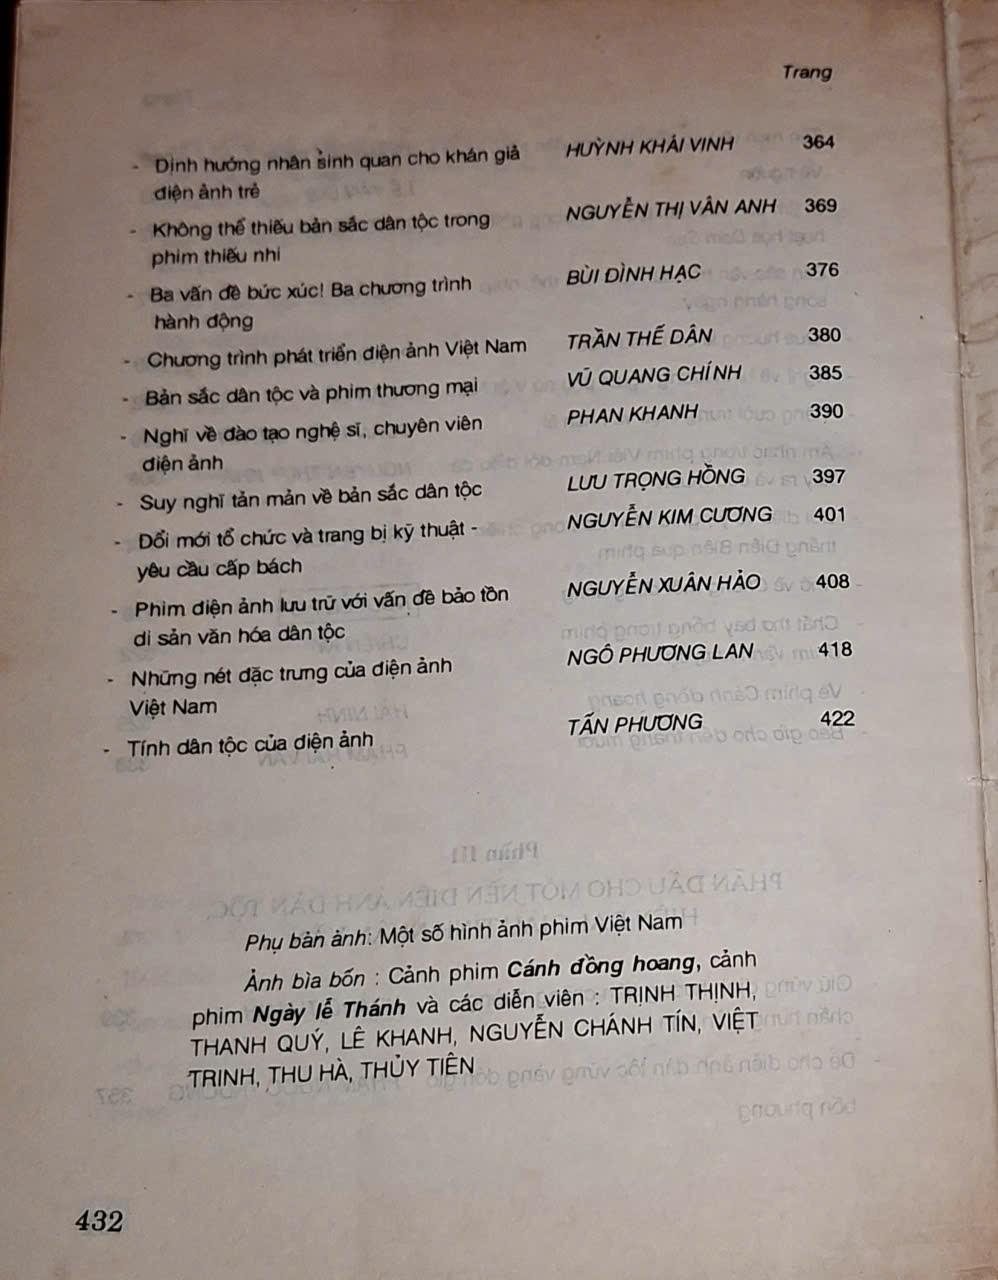 Trang
- Định hướng nhân sinh quan cho khán giả HUỲNH KHÁI VINH 364
điện ảnh trẻ
- Không thể thiếu bản sắc dân tộc trong NGUYỄN THỊ VÂN ANH 369
phim thiếu nhi
- Ba vấn đề bức xúc! Ba chương trình BÙI ĐÌNH HẠC 376
hành động
- Chương trình phát triển điện ảnh Việt Nam TRẦN THẾ DÂN 380
- Bản sắc dân tộc và phim thương mại VŨ QUANG CHÍNH 385
- Nghĩ về đào tạo nghệ sĩ, chuyên viên PHAN KHANH 390
điện ảnh
- Suy nghĩ tản mản về bản sắc dân tộc LƯU TRỌNG HỒNG 397
- Đổi mới tổ chức và trang bị kỹ thuật - NGUYỄN KIM CƯƠNG 401
yêu cầu cấp bách
- Phim điện ảnh lưu trữ với vấn đề bảo tồn NGUYỄN XUÂN HẢO 408
di sản văn hóa dân tộc
- Những nét đặc trưng của điện ảnh NGÔ PHƯƠNG LAN 418
Việt Nam
- Tính dân tộc của điện ảnh TẤN PHƯƠNG 422
Phụ bản ảnh: Một số hình ảnh phim Việt Nam
Ảnh bìa bốn : Cảnh phim Cánh đồng hoang, cảnh
phim Ngày lễ Thánh và các diễn viên : TRỊNH THỊNH,
THANH QUÝ, LÊ KHANH, NGUYỄN CHÁNH TÍN, VIỆT
TRINH, THU HÀ, THỦY TIÊN
432